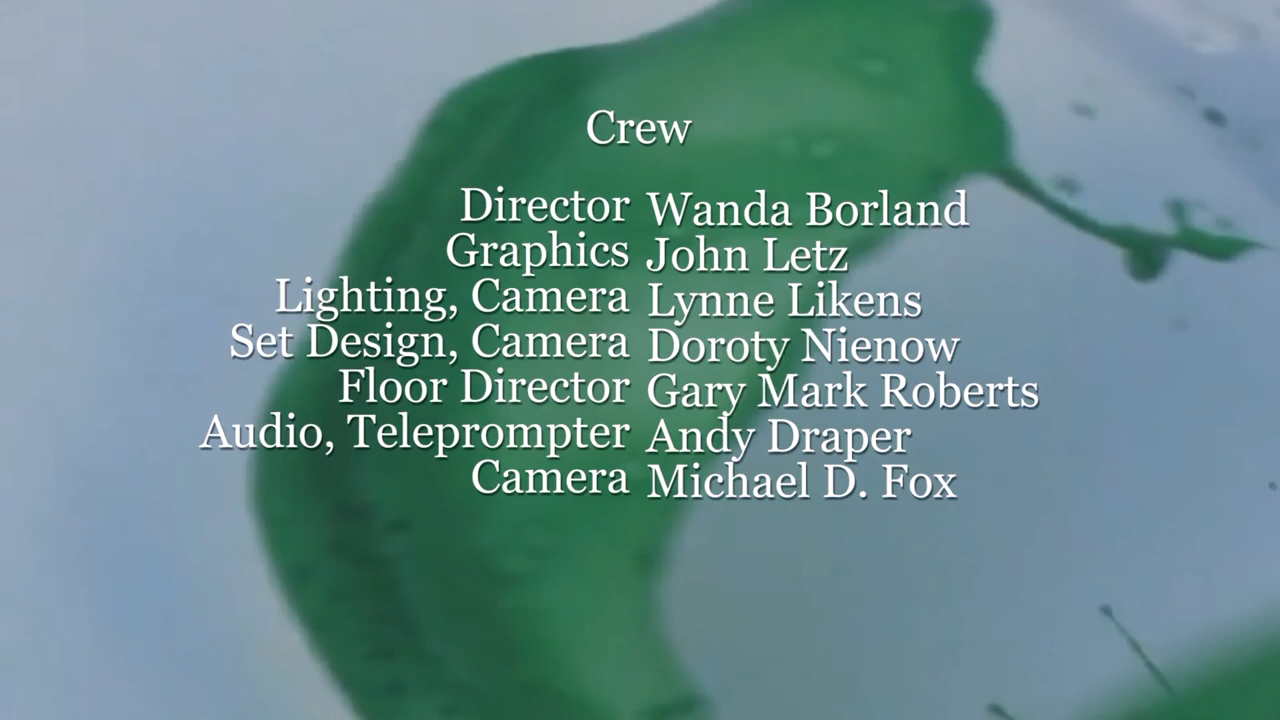 Crew
Director Wanda Borland
Graphics John Letz
Lighting, Camera Lynne Likens
Set Design, Camera Doroty Nienow
Floor Director Gary Mark Roberts
Audio, Teleprompter Andy Draper
Camera Michael D. Fox